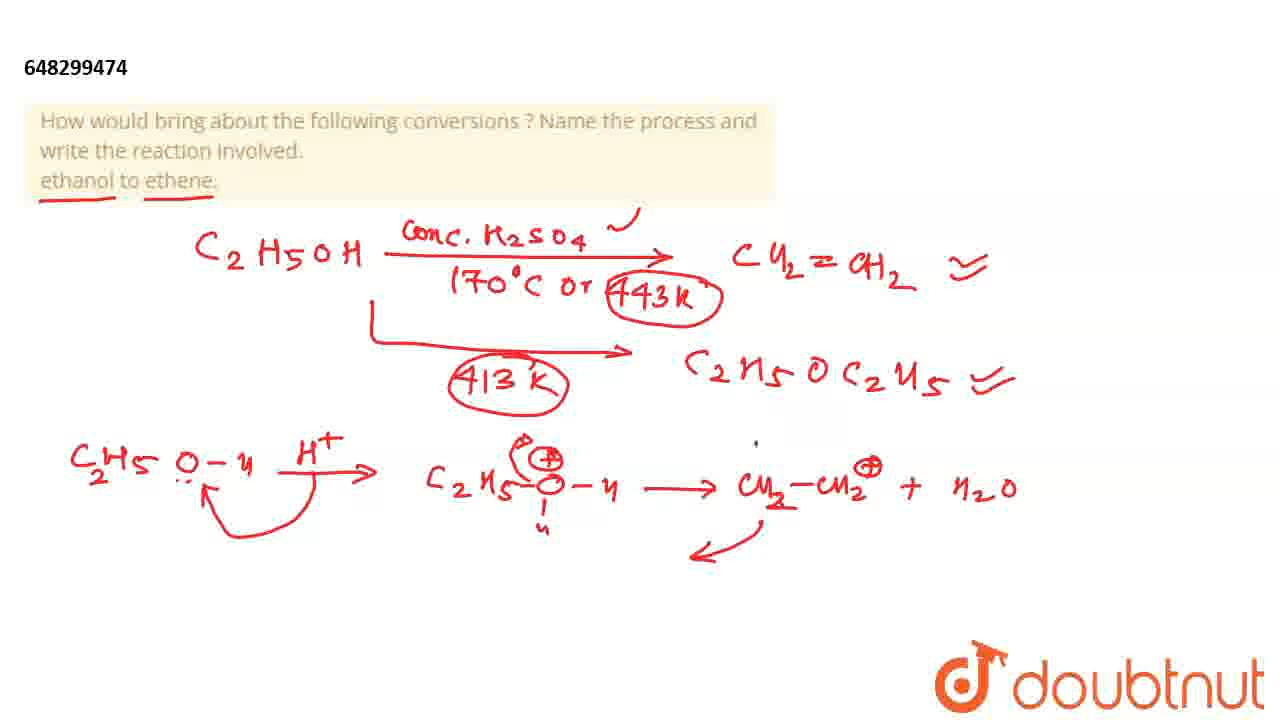 648299474
How would bring about the following conversions ? Name the process and
write the reaction involved.
ethanol to ethene.
C2H5OH conc. H2SO4 CH2=CH2
170°C or 443K
413 K C2H5OC2H5
C2H5O-H H+ C2H5-O-H CH2-CH2 + H2O
+ +
H
doubtnut